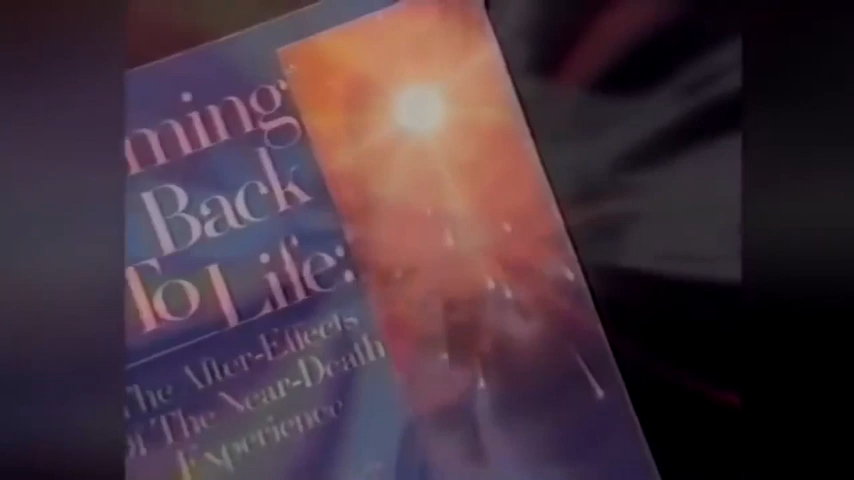 ming
Back
To Life:
The After-Effects
Of The Near-Death
Experience